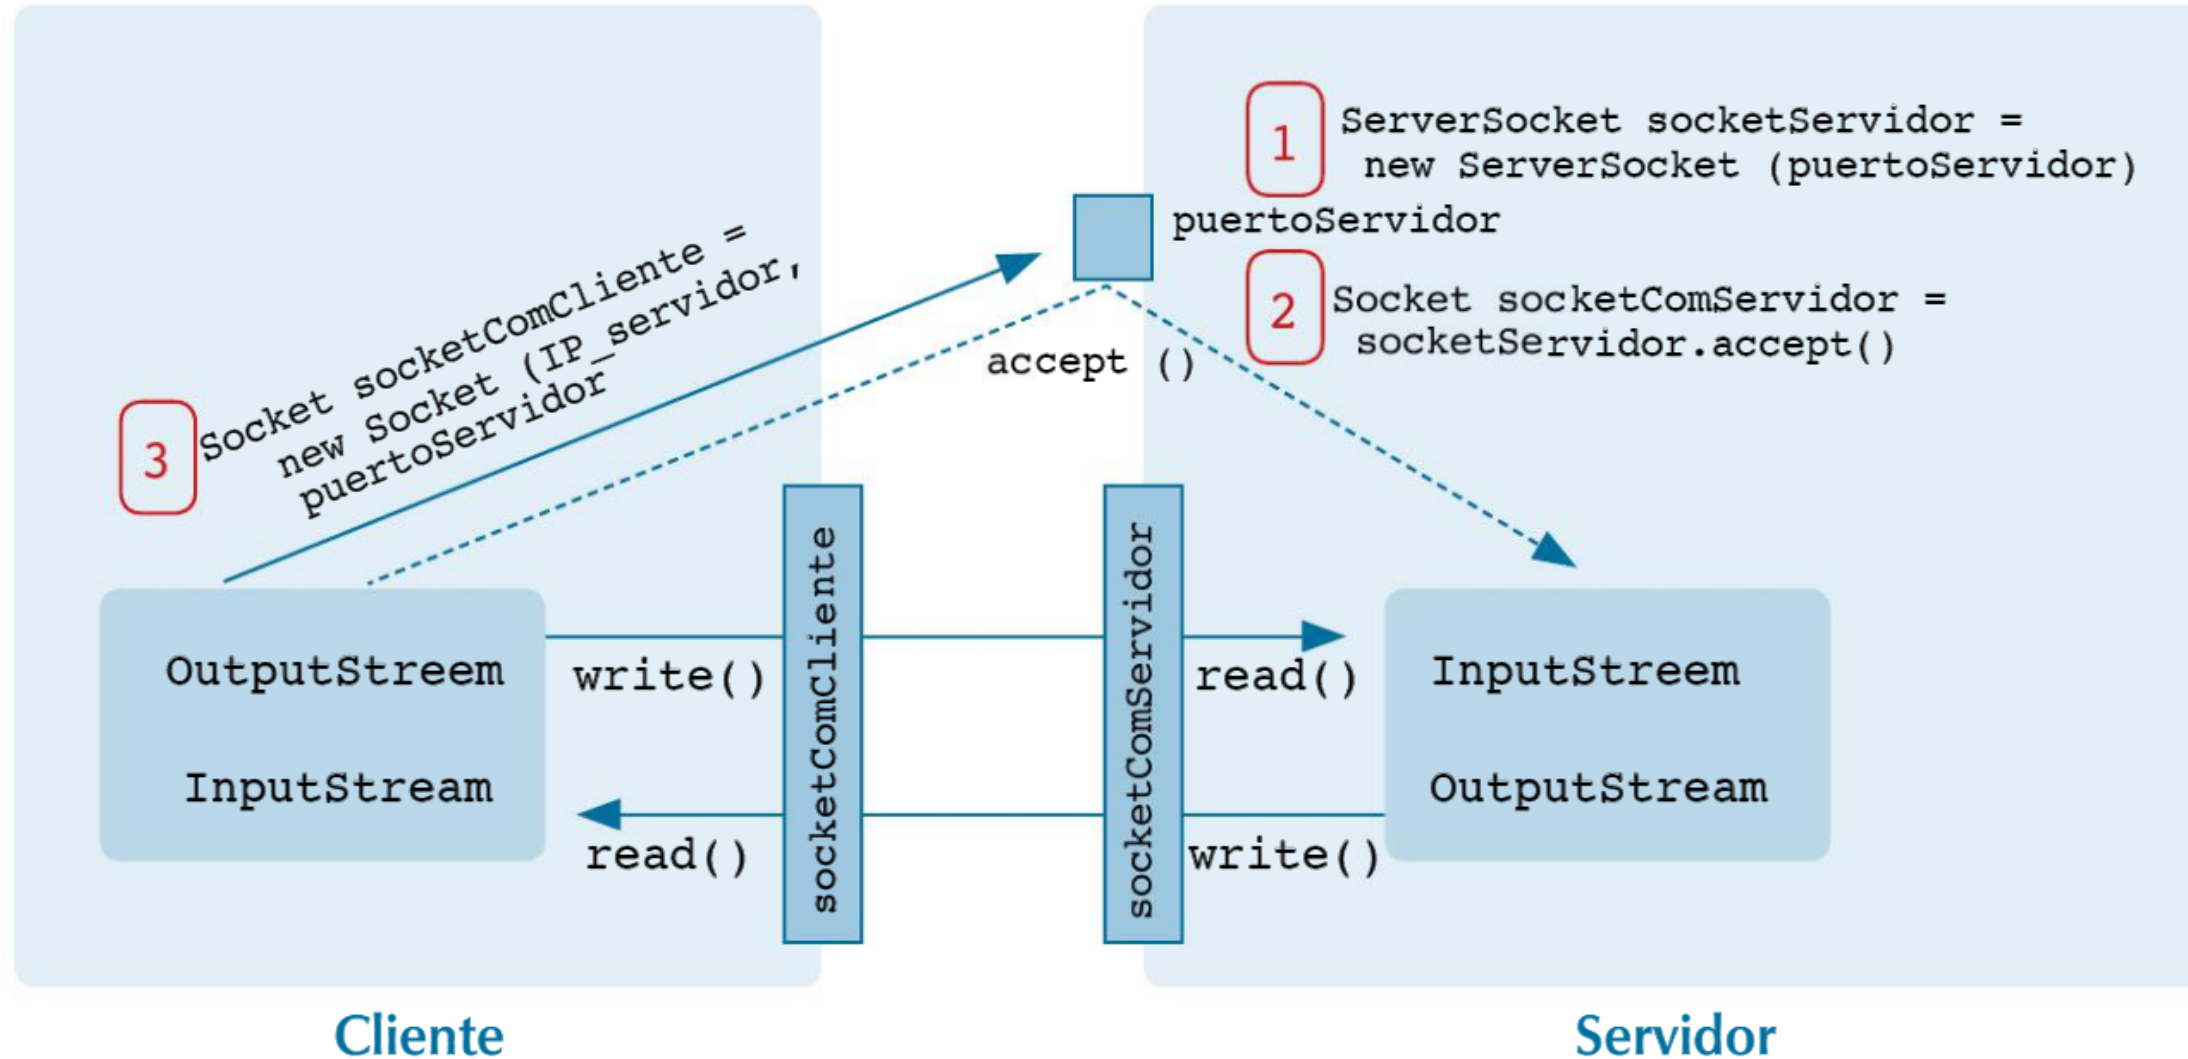 1
ServerSocket socketServidor =
new ServerSocket (puertoServidor)
puertoServidor
2
Socket socketComServidor =
socketServidor.accept()
accept ()
3
Socket socketComCliente =
new Socket (IP_servidor,
puertoServidor
OutputStreem
InputStream
write()
read()
socketComCliente
socketComServidor
read()
write()
InputStreem
OutputStream
Cliente
Servidor